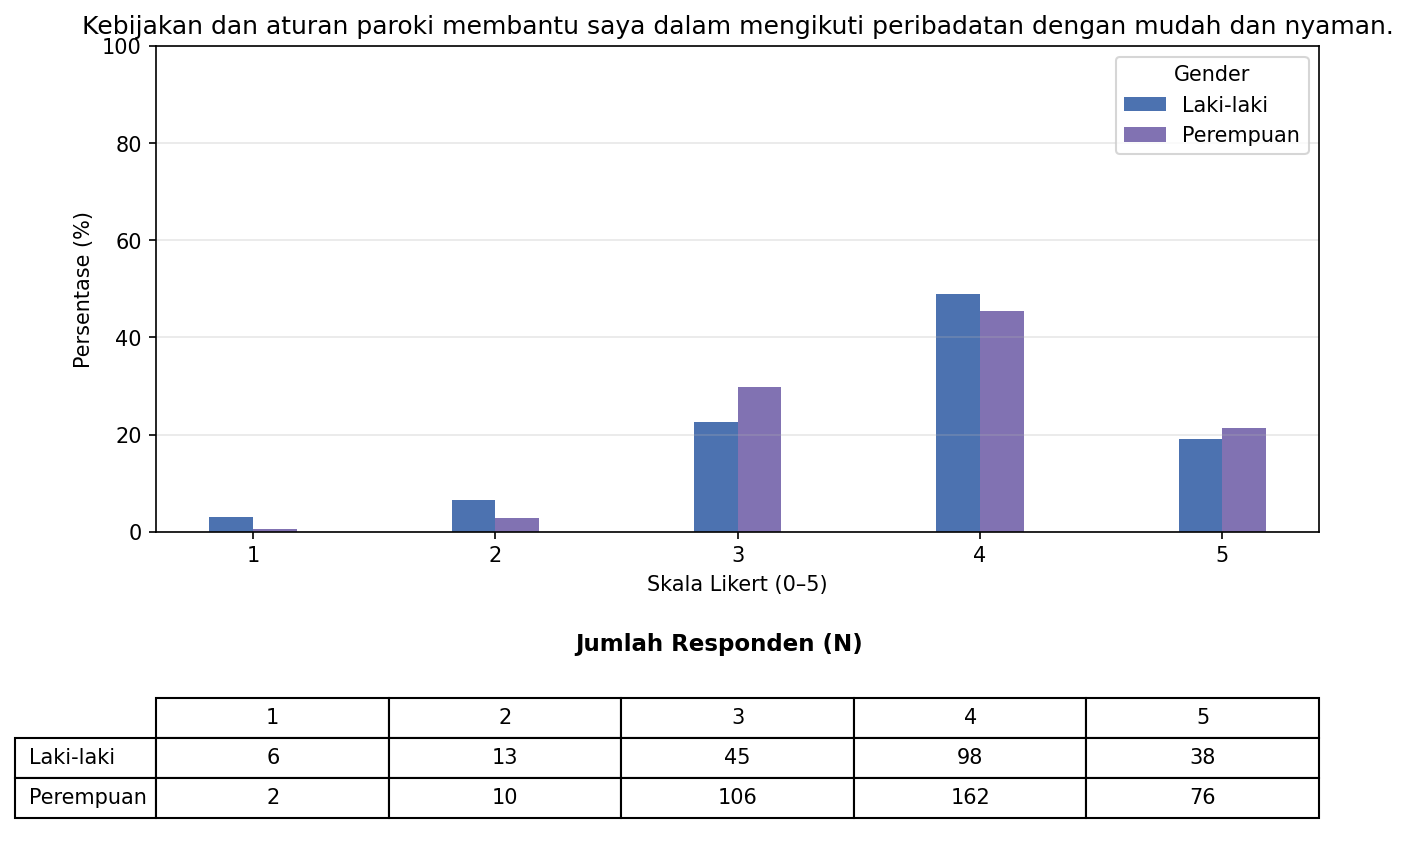 Kebijakan dan aturan paroki membantu saya dalam mengikuti peribadatan dengan mudah dan nyaman.
100
80
60
40
20
0
Persentase (%)
Gender
Laki-laki
Perempuan
1 2 3 4 5
Skala Likert (0–5)
Jumlah Responden (N)
1 2 3 4 5
Laki-laki 6 13 45 98 38
Perempuan 2 10 106 162 76